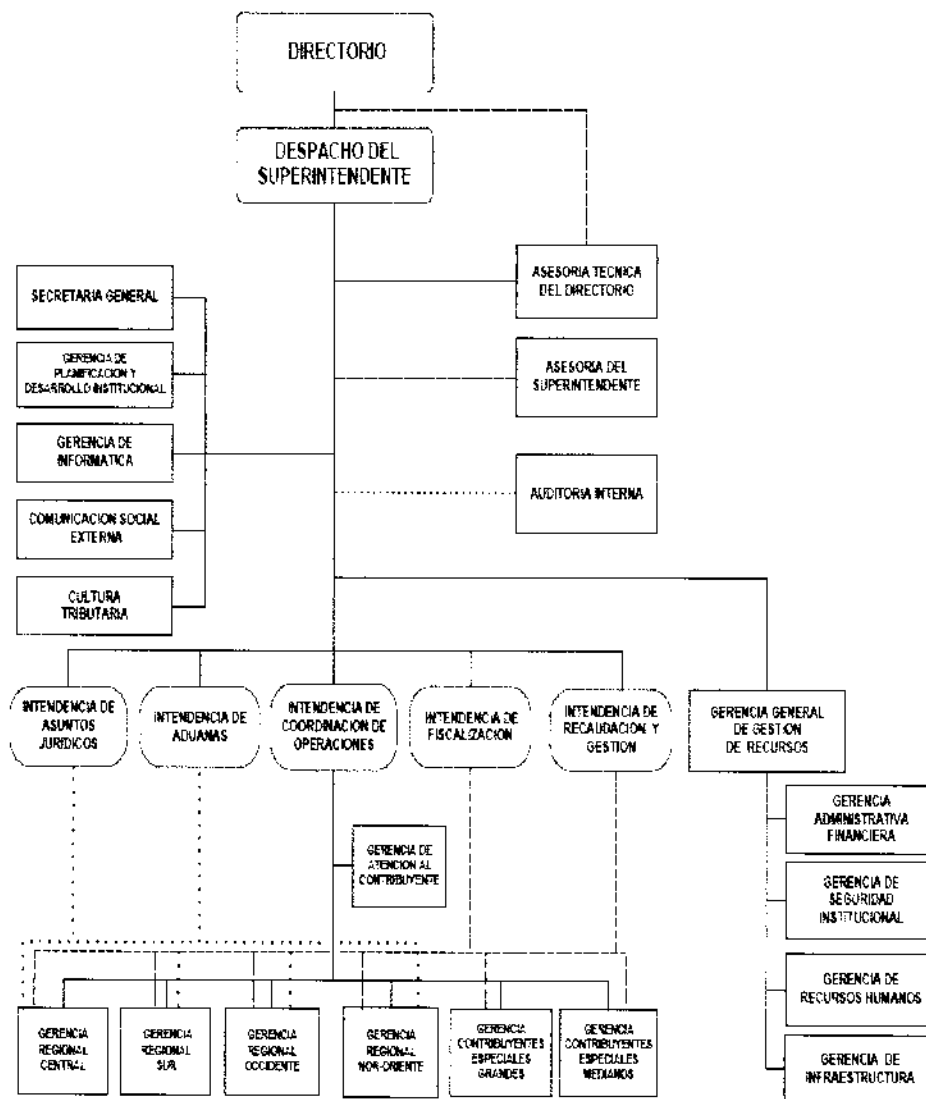 DIRECTORIO
DESPACHO DEL
SUPERINTENDENTE
SECRETARIA GENERAL
GERENCIA DE
PLANIFICACION Y
DESARROLLO INSTITUCIONAL
GERENCIA DE
INFORMATICA
COMUNICACION SOCIAL
EXTERNA
CULTURA
TRIBUTARIA
ASESORIA TECNICA
DEL DIRECTORIO
ASESORIA DEL
SUPERINTENDENTE
AUDITORIA INTERNA
INTENDENCIA DE
ASUNTOS
JURIDICOS
INTENDENCIA DE
ADUANAS
INTENDENCIA DE
COORDINACION DE
OPERACIONES
INTENDENCIA DE
FISCALIZACION
INTENDENCIA DE
RECAUDACION Y
GESTION
GERENCIA GENERAL
DE GESTION
DE RECURSOS
GERENCIA DE
ATENCION AL
CONTRIBUYENTE
GERENCIA
ADMINISTRATIVA
FINANCIERA
GERENCIA DE
SEGURIDAD
INSTITUCIONAL
GERENCIA DE
RECURSOS HUMANOS
GERENCIA DE
INFRAESTRUCTURA
GERENCIA
REGIONAL
CENTRAL
GERENCIA
REGIONAL
SUR
GERENCIA
REGIONAL
OCCIDENTE
GERENCIA
REGIONAL
NOR-ORIENTE
GERENCIA
CONTRIBUYENTES
ESPECIALES
GRANDES
GERENCIA
CONTRIBUYENTES
ESPECIALES
MEDIANOS